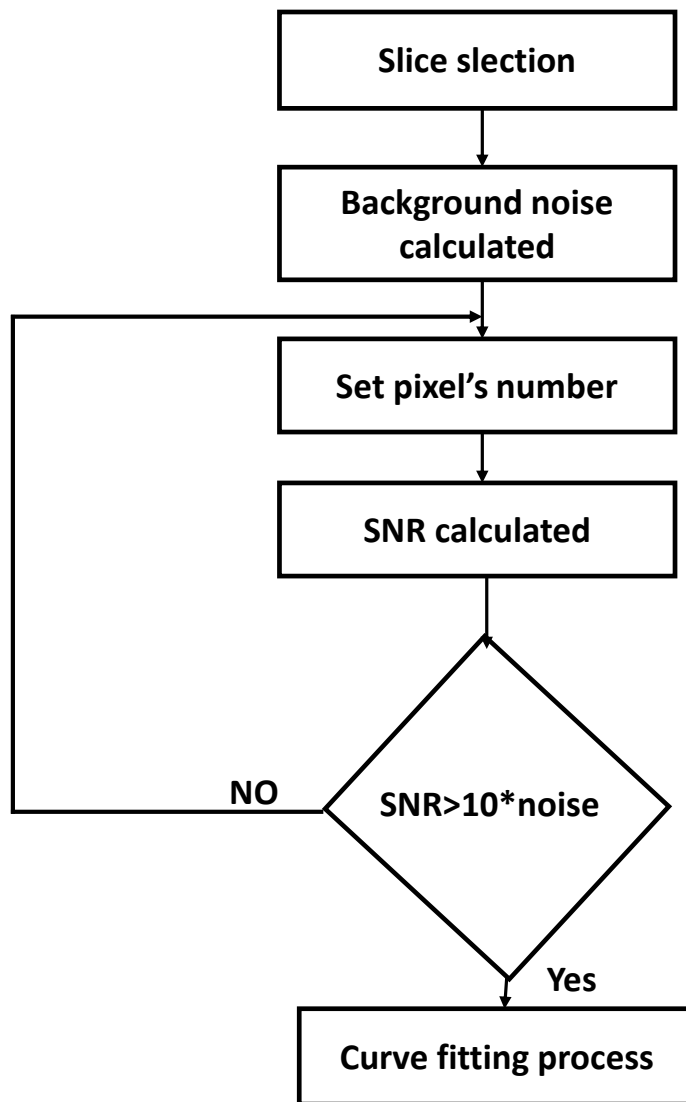 Slice slection
Background noise
calculated
Set pixel’s number
SNR calculated
SNR>10*noise
NO
Yes
Curve fitting process